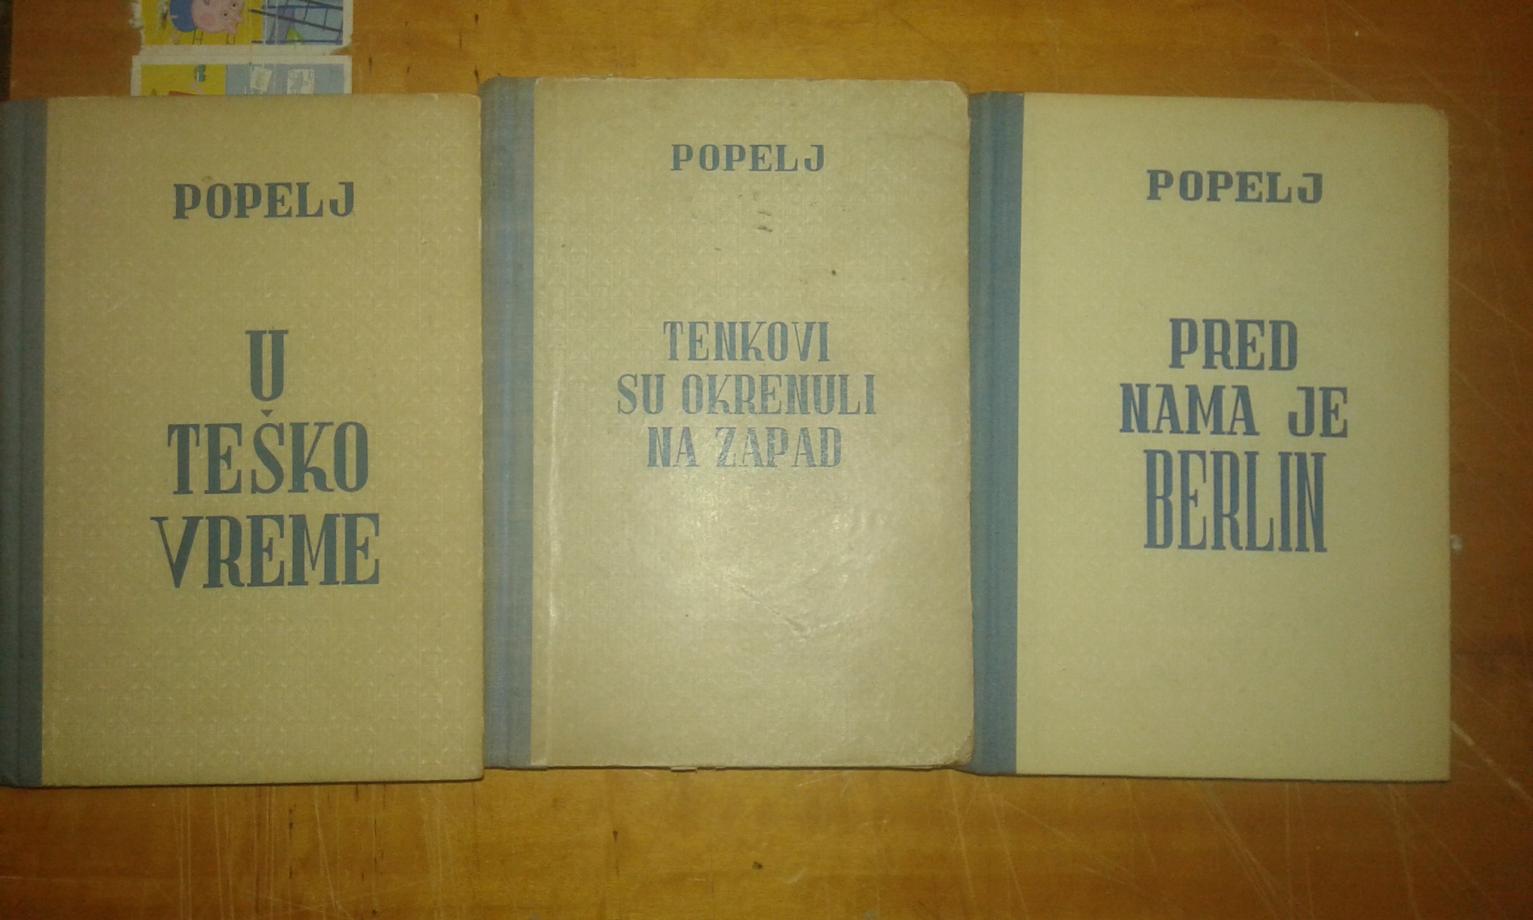 POPELJ
U
TEŠKO
VREME
POPELJ
TENKOVI
SU OKRENULI
NA ZAPAD
POPELJ
PRED
NAMA JE
BERLIN